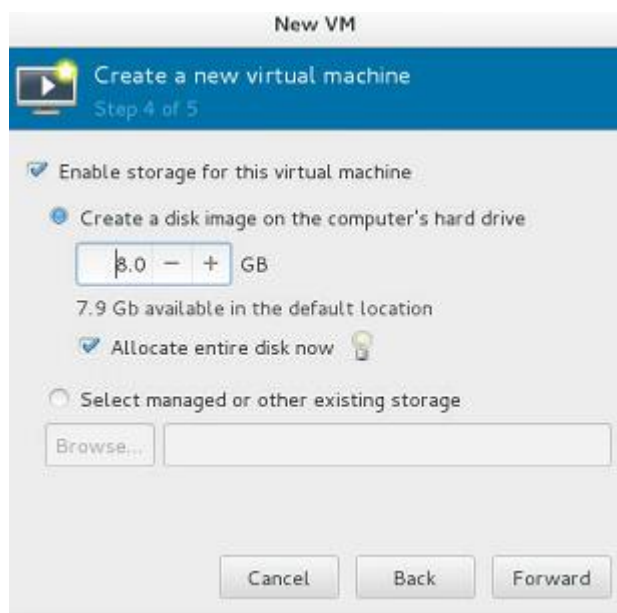 New VM
Create a new virtual machine
Step 4 of 5
Enable storage for this virtual machine
Create a disk image on the computer's hard drive
8.0 − + GB
7.9 Gb available in the default location
Allocate entire disk now
Select managed or other existing storage
Browse...
Cancel Back Forward